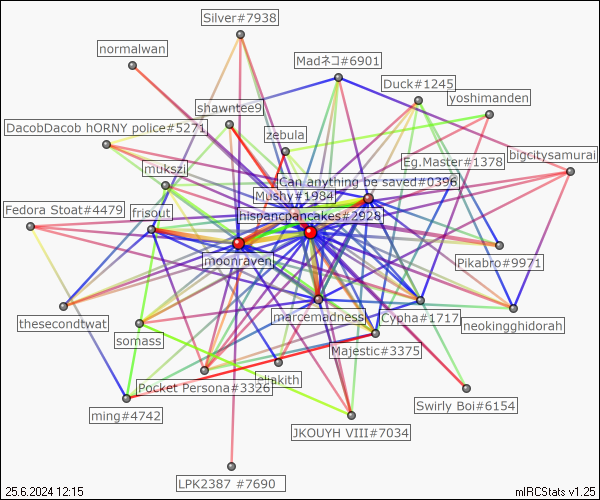 Silver#7938
normalwan
Madネコ#6901
Duck#1245
yoshimanden
shawntee9
DacobDacob hORNY police#5271
zebula
Eg.Master#1378
bigcitysamurai
mukszi
Can anything be saved#0396
Mushy#1984
Fedora Stoat#4479
frisout
hispancpancakes#2928
moonraven
Pikabro#9971
marcemadness
Cypha#1717
thesecondtwat
neokingghidorah
somass
Majestic#3375
eliakith
Pocket Persona#3326
ming#4742
Swirly Boi#6154
JKOUYH VIII#7034
LPK2387 #7690
25.6.2024 12:15
mIRCStats v1.25